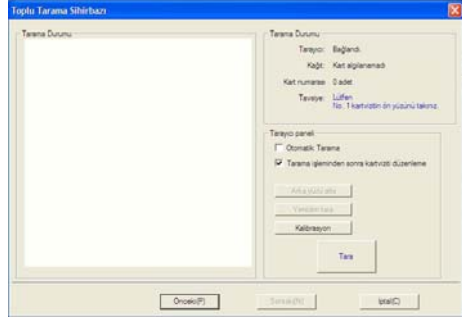 Toplu Tarama Sihirbazı
Tarama Durumu
Tarama Durumu
Tarayıcı: Bağlandı.
Kağıt: Kart algılanamadı
Kart numarası 0 adet
Tavsiye: Lütfen
No. 1 kartvizitin ön yüzünü takınız.
Tarayıcı paneli
Otomatik Tarama
Tarama işleminden sonra kartviziti düzenleme
Arka yüzü atla
Yeniden tara
Kalibrasyon
Tara
Önceki(P)
Sonraki(N)
İptal(C)